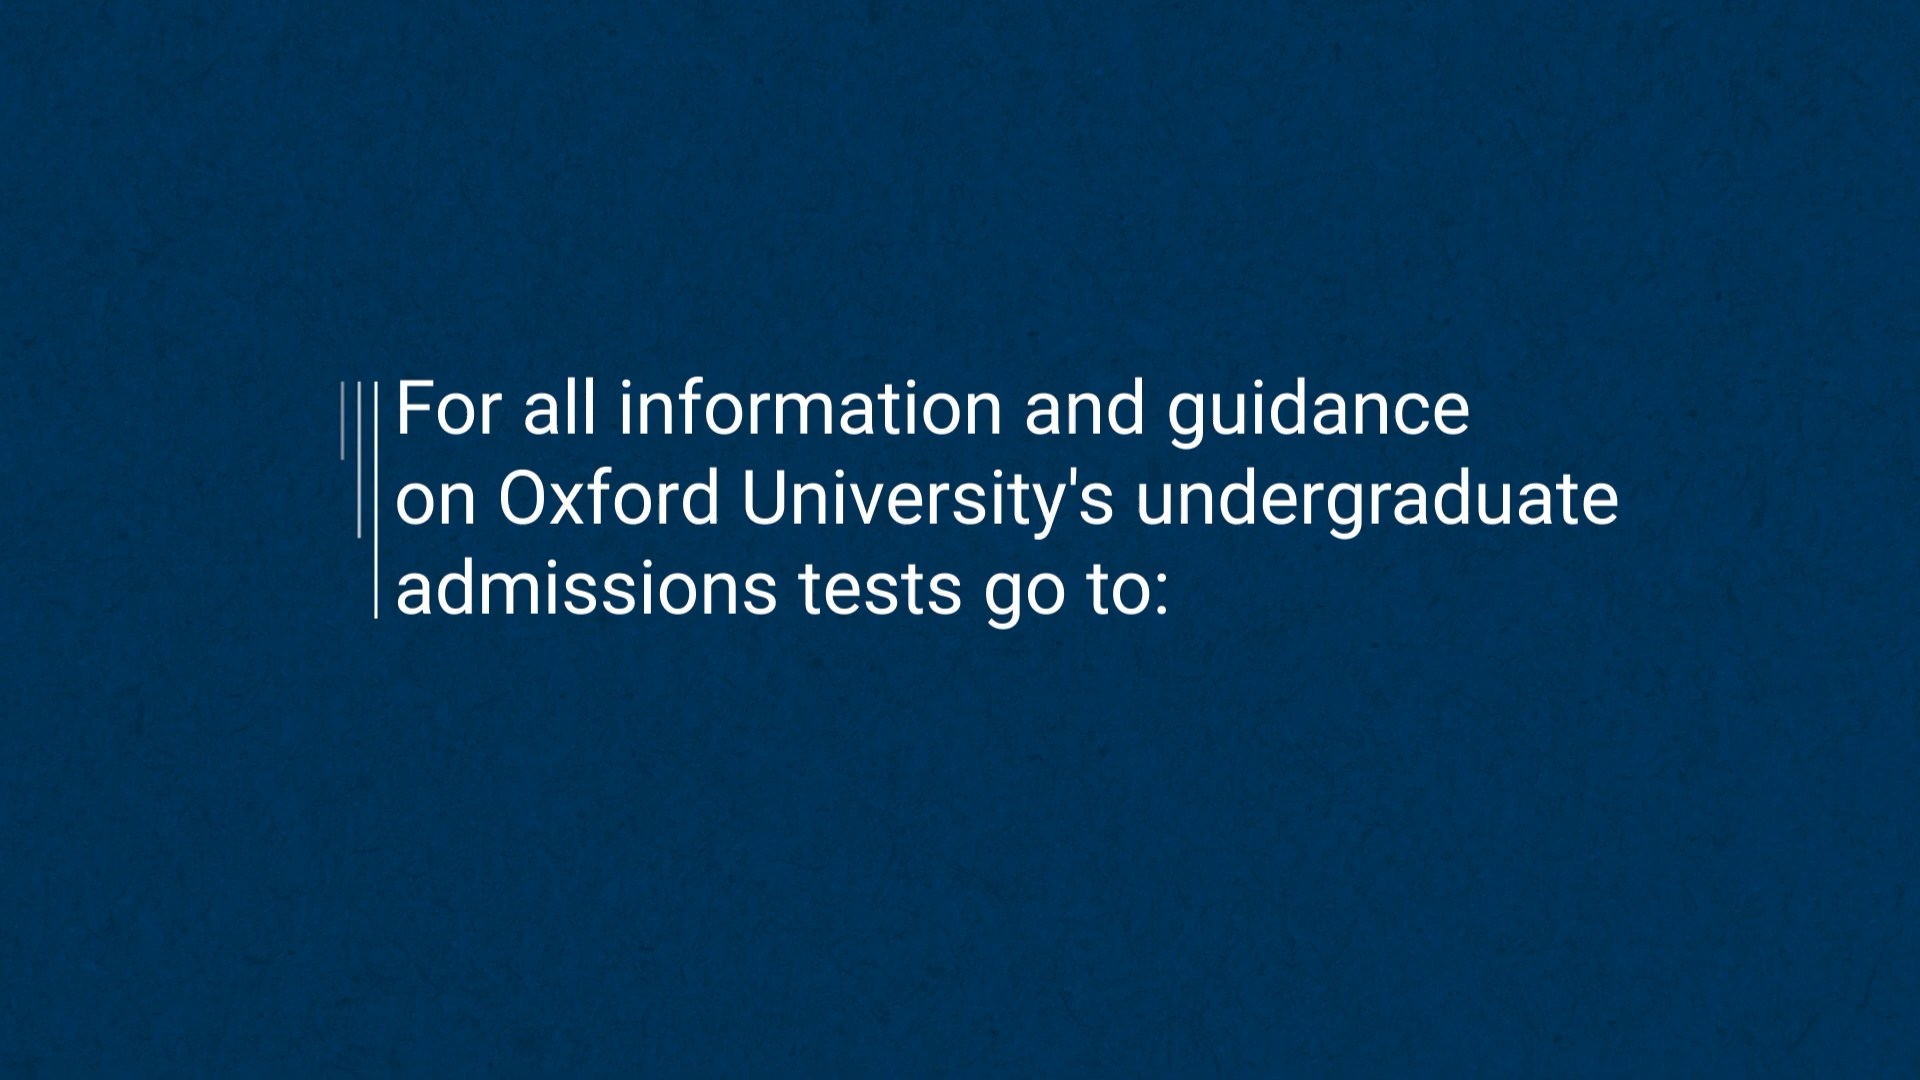 For all information and guidance
on Oxford University's undergraduate
admissions tests go to: